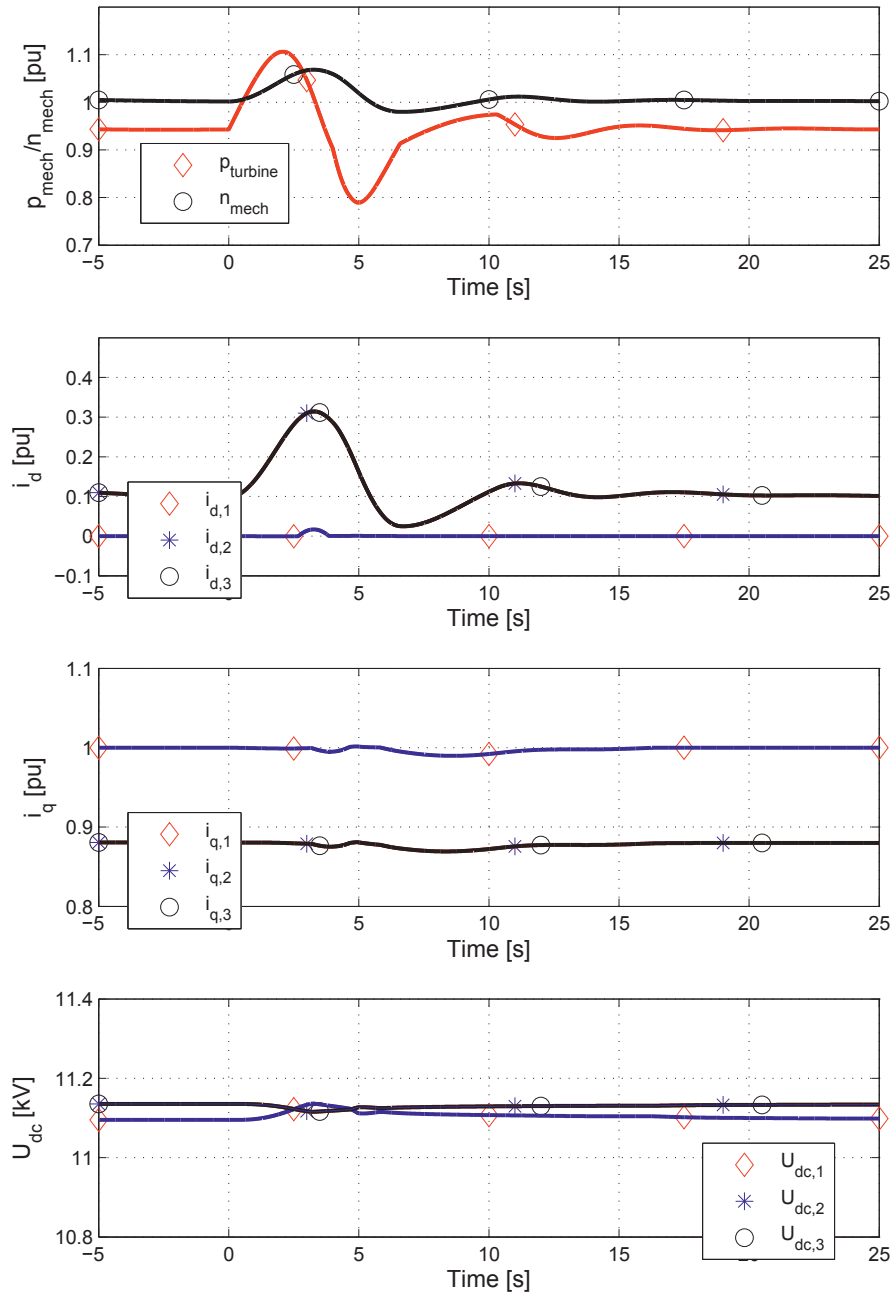 1.1
1
0.9
0.8
0.7
p_mech/n_mech [pu]
p_turbine
n_mech
−5 0 5 10 15 20 25
Time [s]
0.4
0.3
0.2
0.1
0
−0.1
i_d [pu]
i_d,1
i_d,2
i_d,3
−5 0 5 10 15 20 25
Time [s]
1.1
1
0.9
0.8
i_q [pu]
i_q,1
i_q,2
i_q,3
−5 0 5 10 15 20 25
Time [s]
11.4
11.2
11
10.8
U_dc [kV]
U_dc,1
U_dc,2
U_dc,3
−5 0 5 10 15 20 25
Time [s]